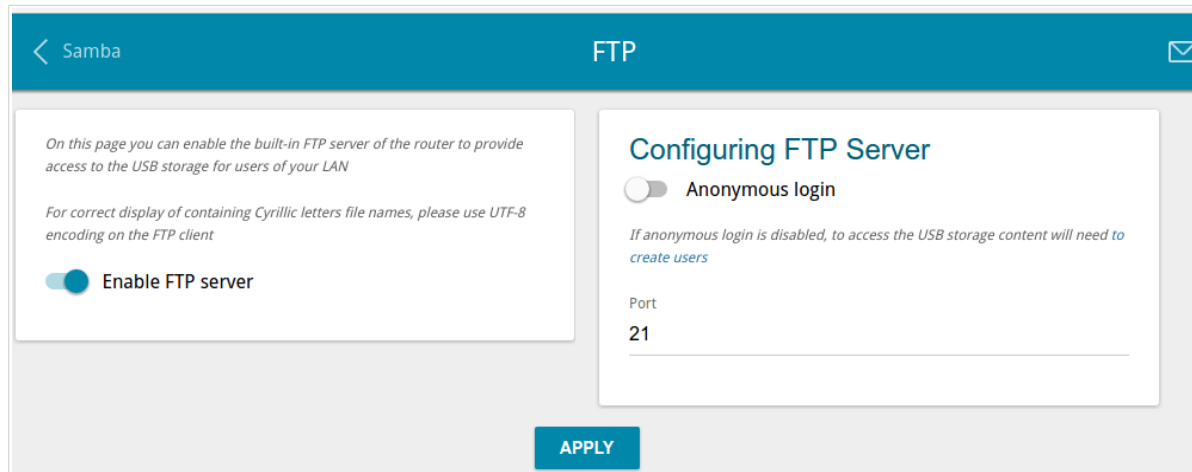 Samba
FTP
On this page you can enable the built-in FTP server of the router to provide
access to the USB storage for users of your LAN
For correct display of containing Cyrillic letters file names, please use UTF-8
encoding on the FTP client
Enable FTP server
Configuring FTP Server
Anonymous login
If anonymous login is disabled, to access the USB storage content will need to
create users
Port
21
APPLY